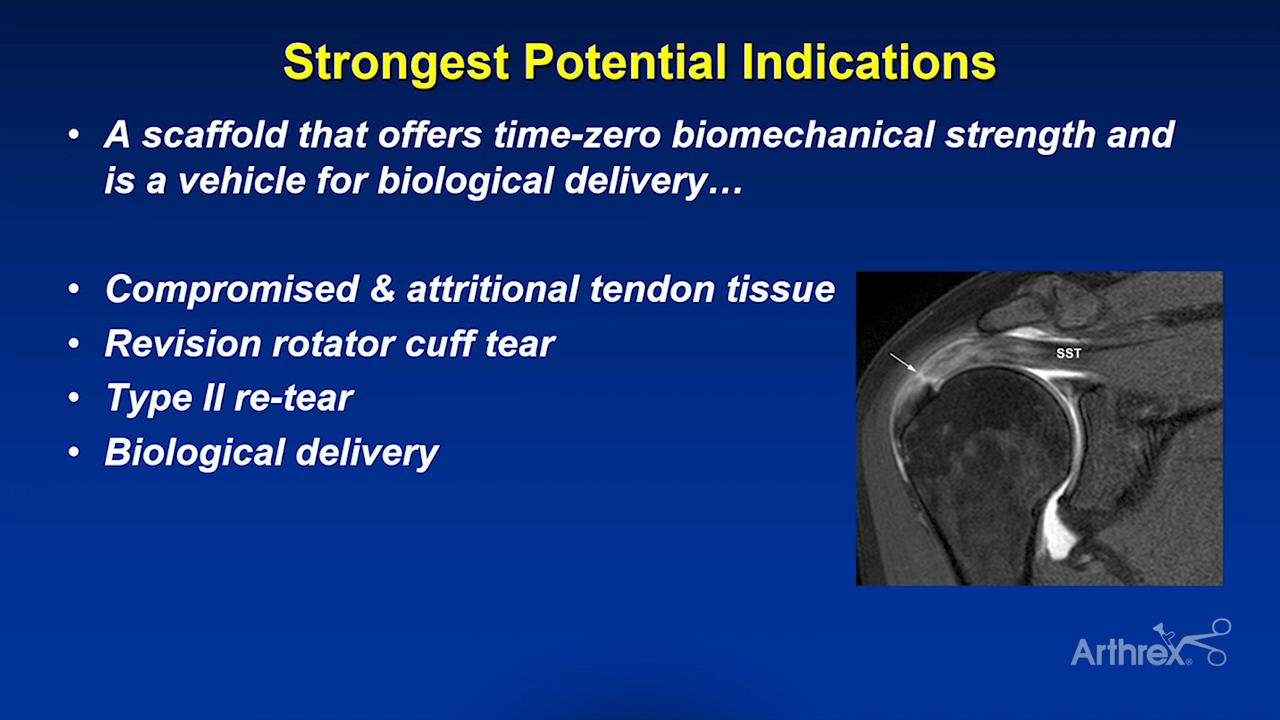 Strongest Potential Indications
• A scaffold that offers time-zero biomechanical strength and
is a vehicle for biological delivery…
• Compromised & attritional tendon tissue
• Revision rotator cuff tear
• Type II re-tear
• Biological delivery
SST
Arthrex®